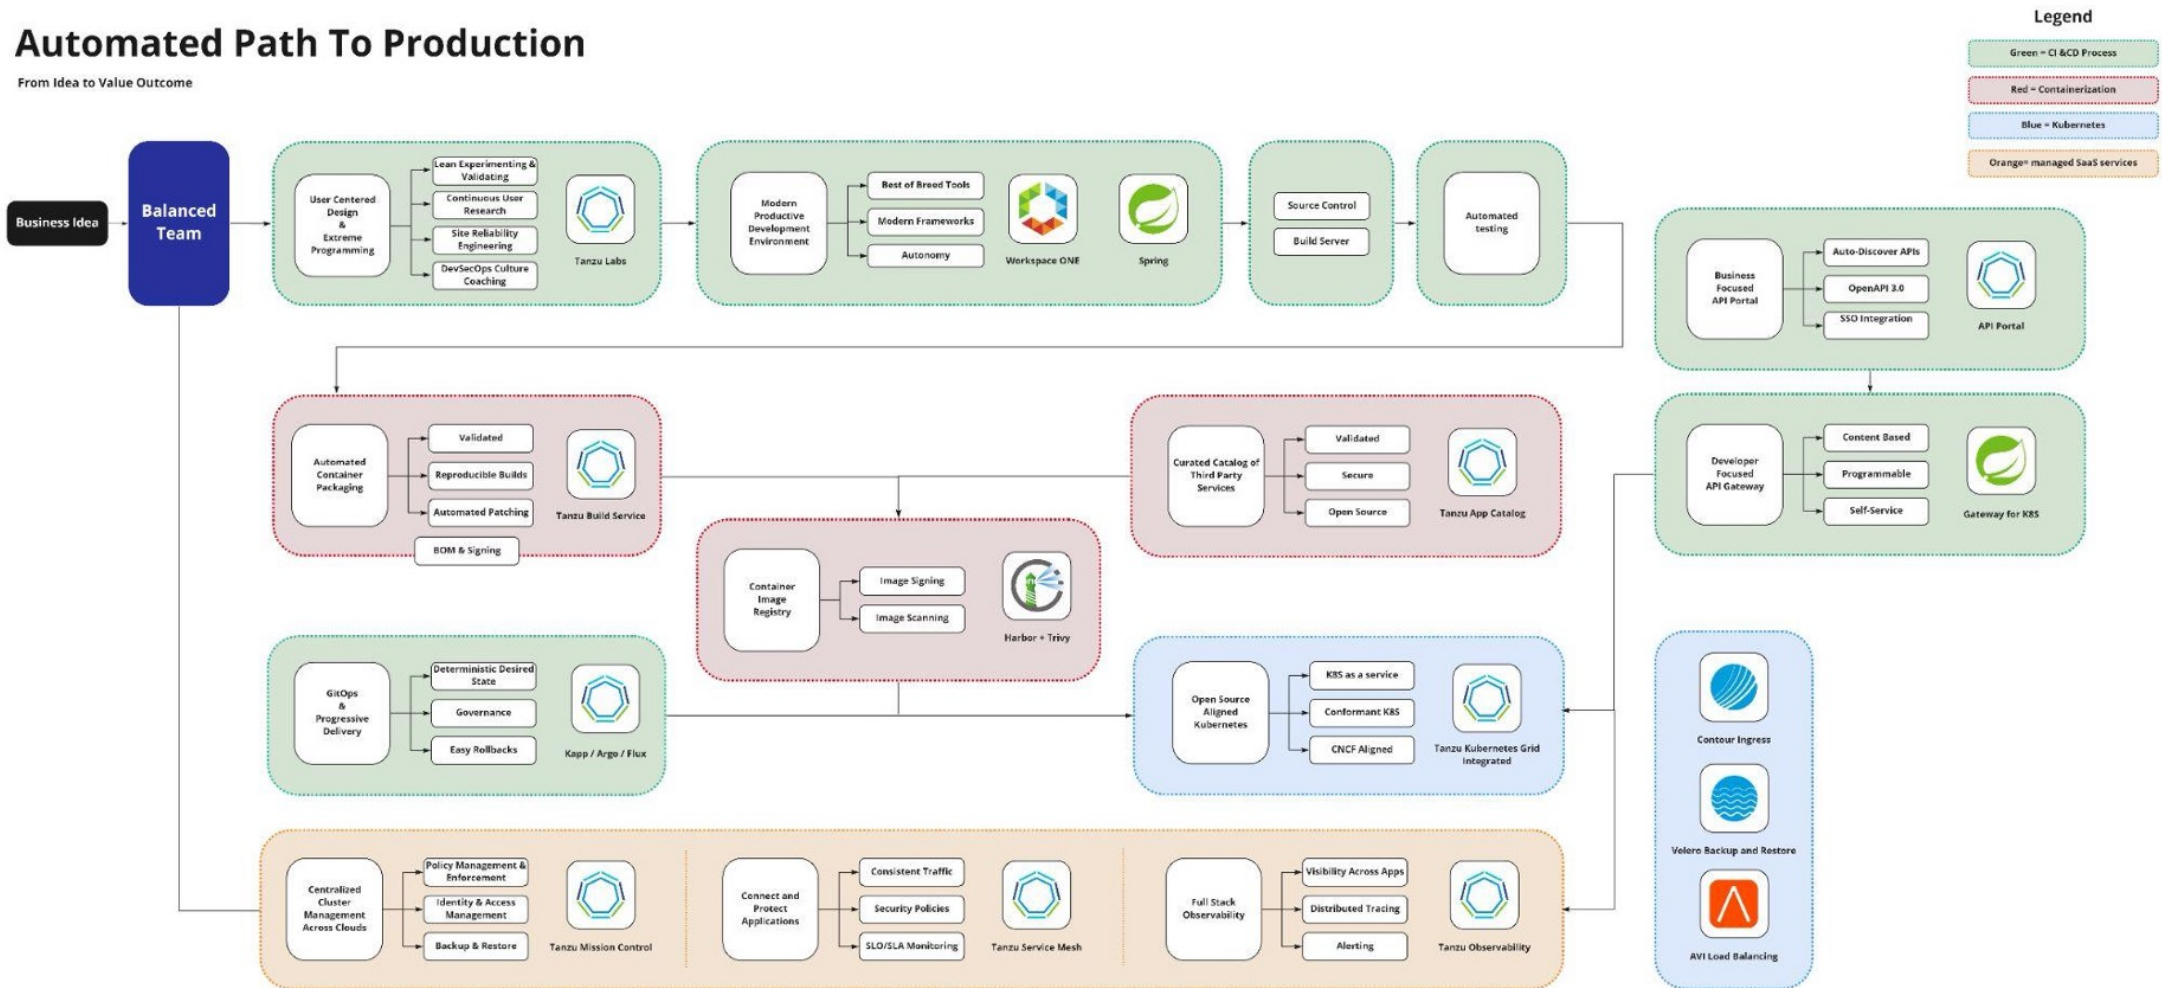 Automated Path To Production
From Idea to Value Outcome
Legend
Green = CI &CD Process
Red = Containerization
Blue = Kubernetes
Orange= managed SaaS services
Business Idea
Balanced
Team
User Centered
Design
&
Extreme
Programming
Lean Experimenting &
Validating
Continuous User
Research
Site Reliability
Engineering
DevSecOps Culture
Coaching
Tanzu Labs
Modern
Productive
Development
Environment
Best of Breed Tools
Modern Frameworks
Autonomy
Workspace ONE
Spring
Source Control
Build Server
Automated
testing
Business
Focused
API Portal
Auto-Discover APIs
OpenAPI 3.0
SSO Integration
API Portal
Automated
Container
Packaging
Validated
Reproducible Builds
Automated Patching
BOM & Signing
Tanzu Build Service
Curated Catalog of
Third Party
Services
Validated
Secure
Open Source
Tanzu App Catalog
Developer
Focused
API Gateway
Content Based
Programmable
Self-Service
Gateway for K8S
Container
Image
Registry
Image Signing
Image Scanning
Harbor + Trivy
GitOps
&
Progressive
Delivery
Deterministic Desired
State
Governance
Easy Rollbacks
Kapp / Argo / Flux
Open Source
Aligned
Kubernetes
K8S as a service
Conformant K8S
CNCF Aligned
Tanzu Kubernetes Grid
Integrated
Contour Ingress
Velero Backup and Restore
AVI Load Balancing
Centralized
Cluster
Management
Across Clouds
Policy Management &
Enforcement
Identity & Access
Management
Backup & Restore
Tanzu Mission Control
Connect and
Protect
Applications
Consistent Traffic
Security Policies
SLO/SLA Monitoring
Tanzu Service Mesh
Full Stack
Observability
Visibility Across Apps
Distributed Tracing
Alerting
Tanzu Observability